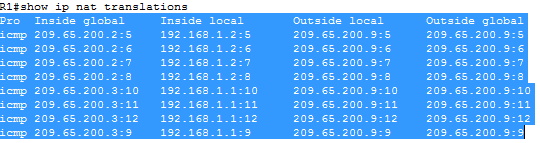 R1#show ip nat translations
Pro Inside global Inside local Outside local Outside global
icmp 209.65.200.2:5 192.168.1.2:5 209.65.200.9:5 209.65.200.9:5
icmp 209.65.200.2:6 192.168.1.2:6 209.65.200.9:6 209.65.200.9:6
icmp 209.65.200.2:7 192.168.1.2:7 209.65.200.9:7 209.65.200.9:7
icmp 209.65.200.2:8 192.168.1.2:8 209.65.200.9:8 209.65.200.9:8
icmp 209.65.200.3:10 192.168.1.1:10 209.65.200.9:10 209.65.200.9:10
icmp 209.65.200.3:11 192.168.1.1:11 209.65.200.9:11 209.65.200.9:11
icmp 209.65.200.3:12 192.168.1.1:12 209.65.200.9:12 209.65.200.9:12
icmp 209.65.200.3:9 192.168.1.1:9 209.65.200.9:9 209.65.200.9:9